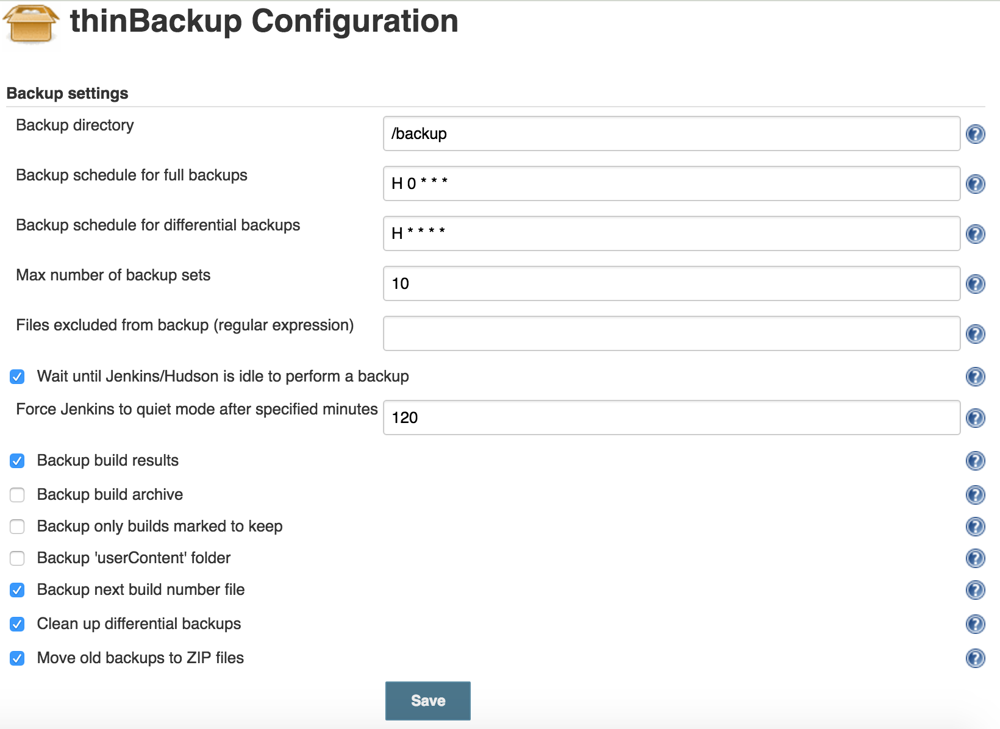 thinBackup Configuration
Backup settings
Backup directory
/backup
Backup schedule for full backups
H 0 * * *
Backup schedule for differential backups
H * * * *
Max number of backup sets
10
Files excluded from backup (regular expression)
Wait until Jenkins/Hudson is idle to perform a backup
Force Jenkins to quiet mode after specified minutes
120
Backup build results
Backup build archive
Backup only builds marked to keep
Backup 'userContent' folder
Backup next build number file
Clean up differential backups
Move old backups to ZIP files
Save